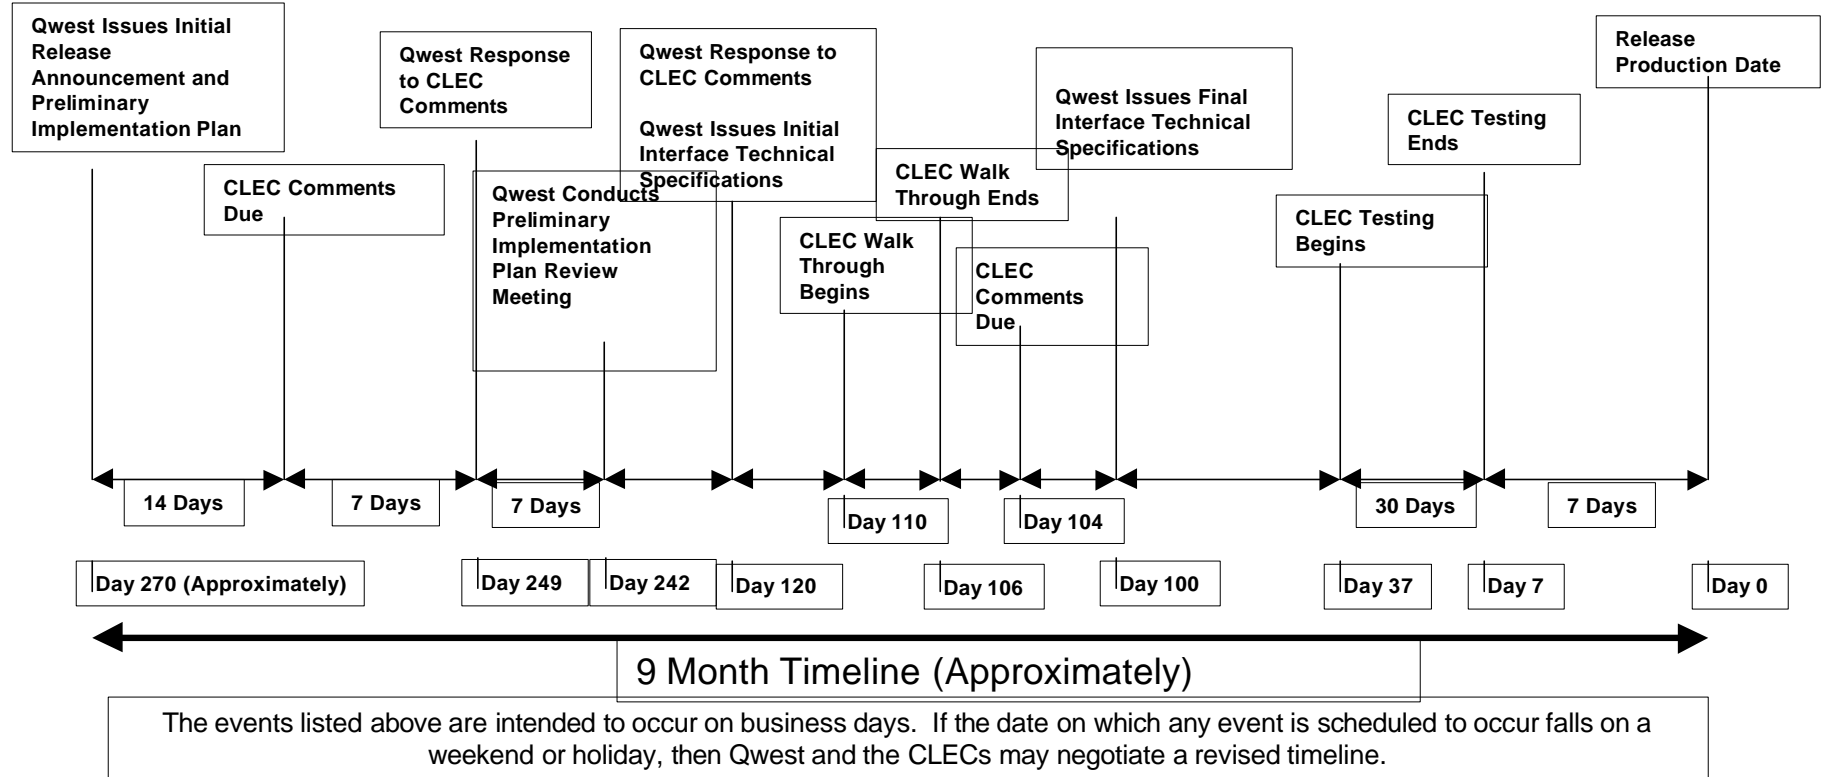 Qwest Issues Initial
Release
Announcement and
Preliminary
Implementation Plan
CLEC Comments
Due
Qwest Response
to CLEC
Comments
Qwest Conducts
Preliminary
Implementation
Plan Review
Meeting
Qwest Response to
CLEC Comments
Qwest Issues Initial
Interface Technical
Specifications
CLEC Walk
Through
Begins
CLEC Walk
Through Ends
CLEC
Comments
Due
Qwest Issues Final
Interface Technical
Specifications
CLEC Testing
Begins
CLEC Testing
Ends
Release
Production Date
14 Days
7 Days
7 Days
Day 110
Day 104
30 Days
7 Days
Day 270 (Approximately)
Day 249
Day 242
Day 120
Day 106
Day 100
Day 37
Day 7
Day 0
9 Month Timeline (Approximately)
The events listed above are intended to occur on business days.  If the date on which any event is scheduled to occur falls on a
weekend or holiday, then Qwest and the CLECs may negotiate a revised timeline.